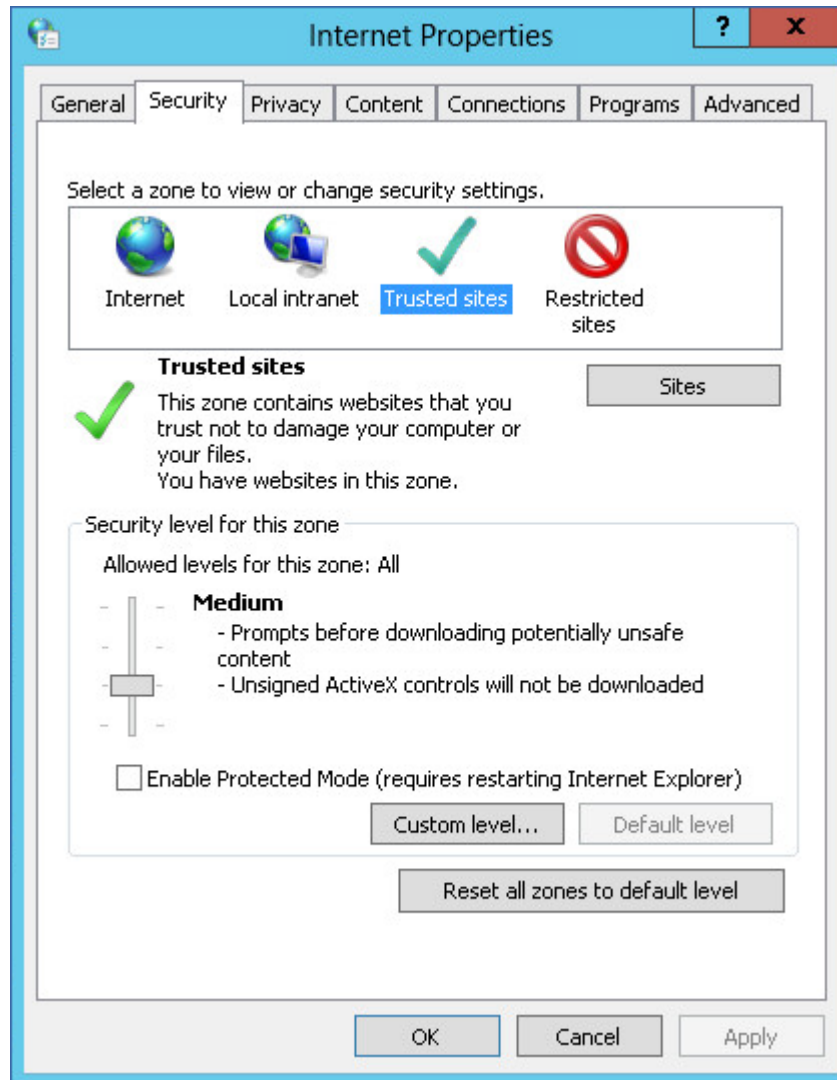 Internet Properties
? x
General Security Privacy Content Connections Programs Advanced
Select a zone to view or change security settings.
Internet Local intranet Trusted sites Restricted
sites
Trusted sites
Sites
This zone contains websites that you
trust not to damage your computer or
your files.
You have websites in this zone.
Security level for this zone
Allowed levels for this zone: All
Medium
- Prompts before downloading potentially unsafe
content
- Unsigned ActiveX controls will not be downloaded
Enable Protected Mode (requires restarting Internet Explorer)
Custom level... Default level
Reset all zones to default level
OK Cancel Apply